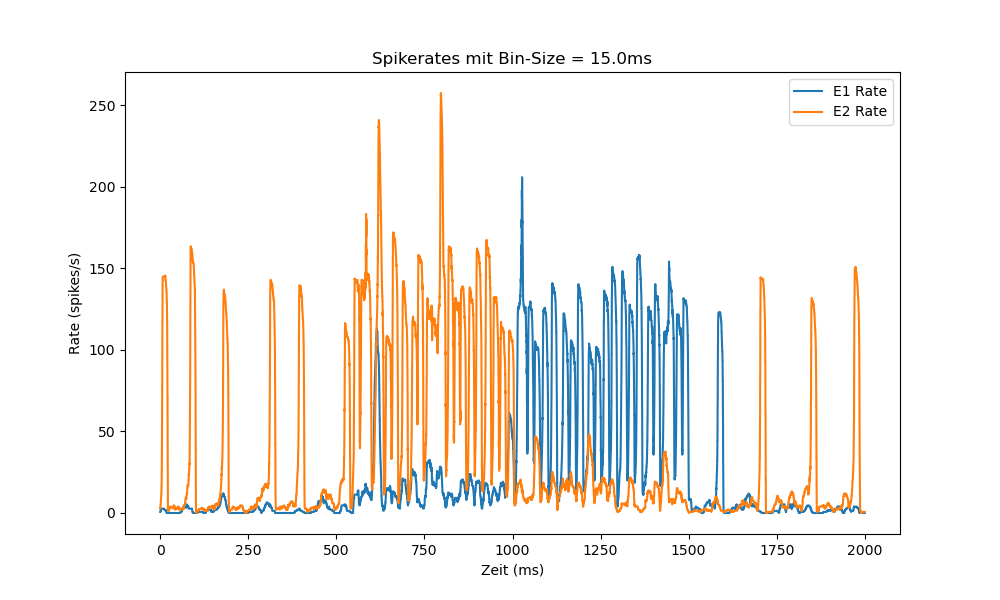 Spikerates mit Bin-Size = 15.0ms
E1 Rate
E2 Rate
Rate (spikes/s)
250
200
150
100
50
0
0 250 500 750 1000 1250 1500 1750 2000
Zeit (ms)